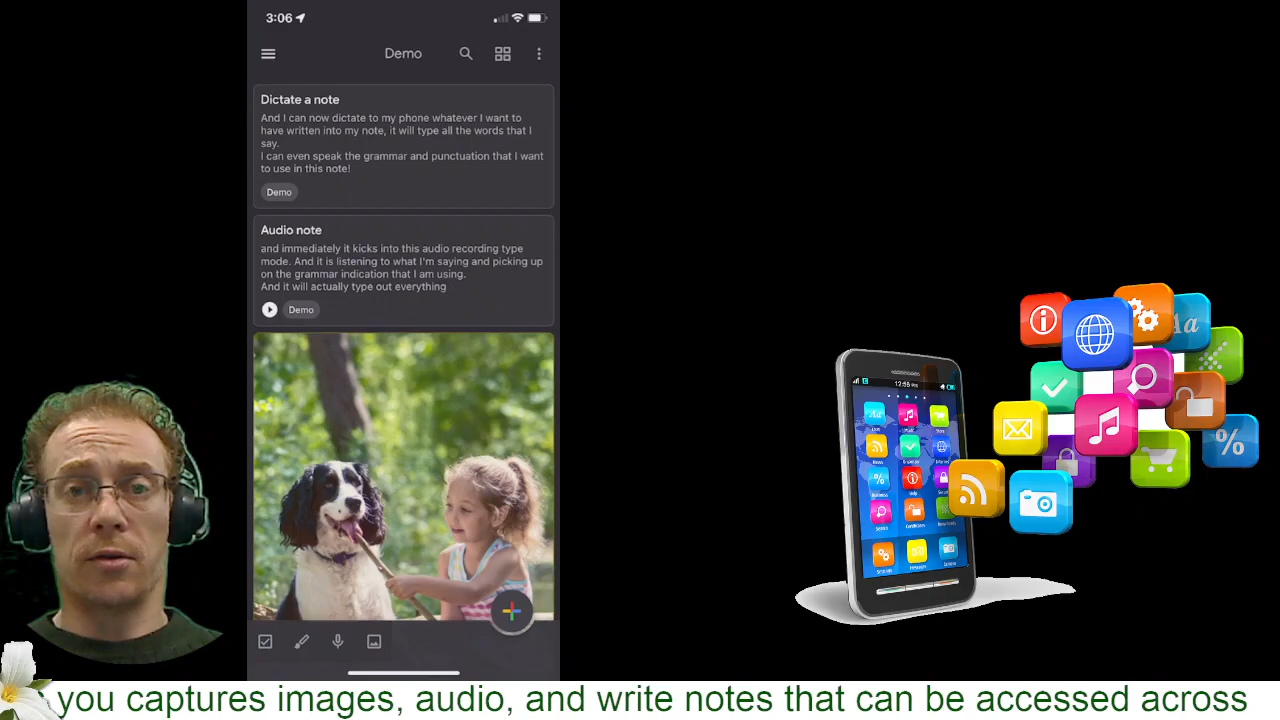 3:06
Demo
Dictate a note
And I can now dictate to my phone whatever I want to
have written into my note, it will type all the words that I
say.
I can even speak the grammar and punctuation that I want
to use in this note!
Demo
Audio note
and immediately it kicks into this audio recording type
mode. And it is listening to what I'm saying and picking up
on the grammar indication that I am using.
And it will actually type out everything
Demo
Aa
%
12:55 PM
you captures images, audio, and write notes that can be accessed across